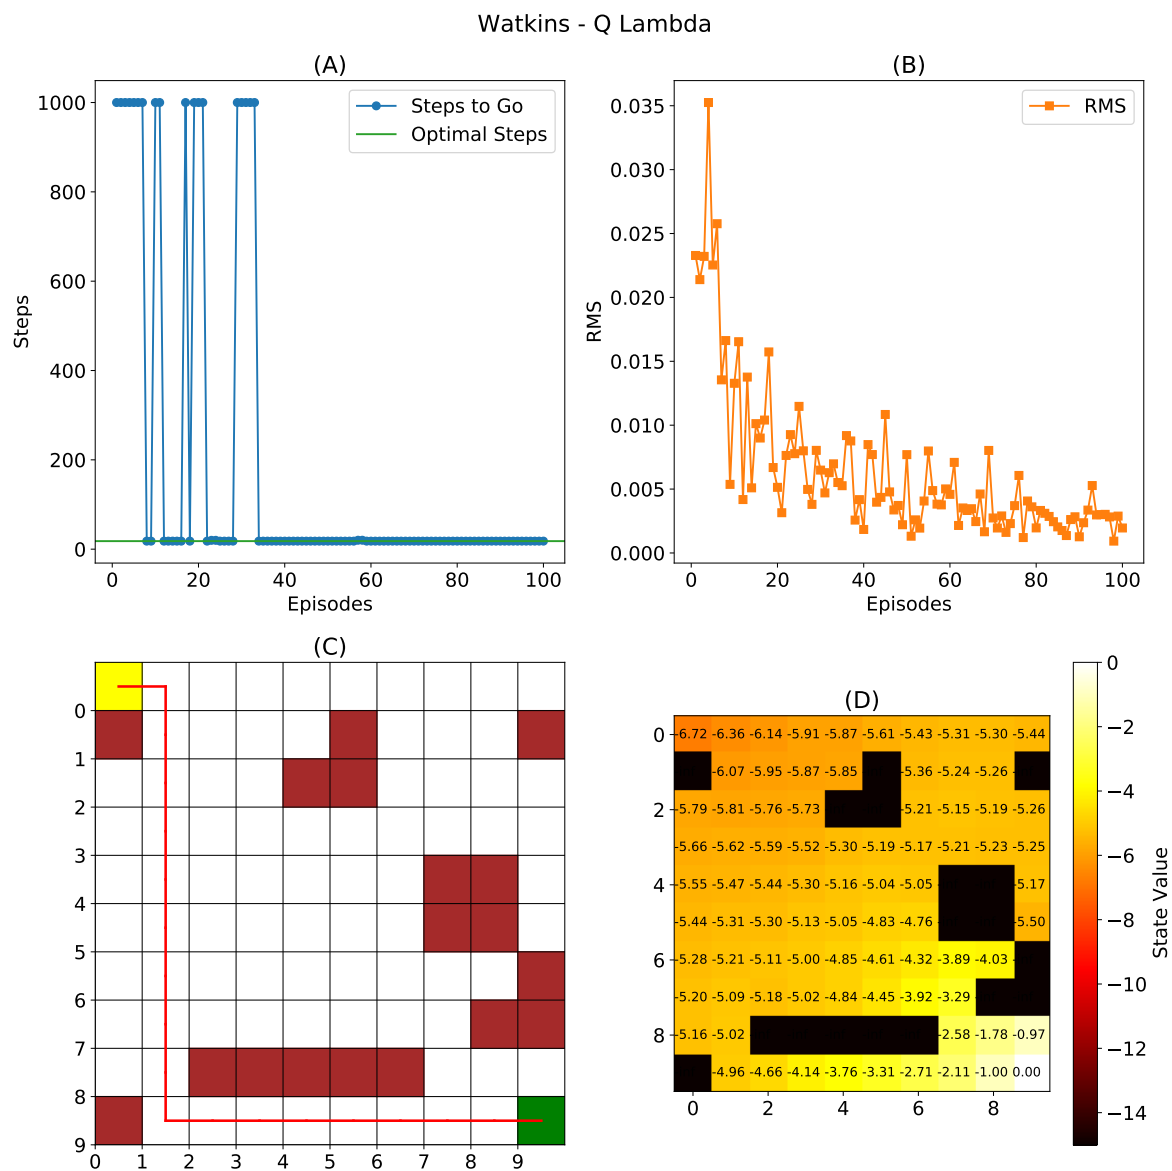 Watkins - Q Lambda
(A)
1000
800
600
400
200
0
Steps
Steps to Go
Optimal Steps
0 20 40 60 80 100
Episodes
(B)
0.035
0.030
0.025
0.020
0.015
0.010
0.005
0.000
RMS
RMS
0 20 40 60 80 100
Episodes
(C)
0
1
2
3
4
5
6
7
8
9
0 1 2 3 4 5 6 7 8 9
(D)
0 -6.72 -6.36 -6.14 -5.91 -5.87 -5.61 -5.43 -5.31 -5.30 -5.44
-6.07 -5.95 -5.87 -5.85 -5.36 -5.24 -5.26
2 -5.79 -5.81 -5.76 -5.73 -5.21 -5.15 -5.19 -5.26
-5.66 -5.62 -5.59 -5.52 -5.30 -5.19 -5.17 -5.21 -5.23 -5.25
4 -5.55 -5.47 -5.44 -5.30 -5.16 -5.04 -5.05 -5.17
-5.44 -5.31 -5.30 -5.13 -5.05 -4.83 -4.76 -5.50
6 -5.28 -5.21 -5.11 -5.00 -4.85 -4.61 -4.32 -3.89 -4.03
-5.20 -5.09 -5.18 -5.02 -4.84 -4.45 -3.92 -3.29
8 -5.16 -5.02 -2.58 -1.78 -0.97
-4.96 -4.66 -4.14 -3.76 -3.31 -2.71 -2.11 -1.00 0.00
0 2 4 6 8
0
−2
−4
−6
−8
−10
−12
−14
State Value